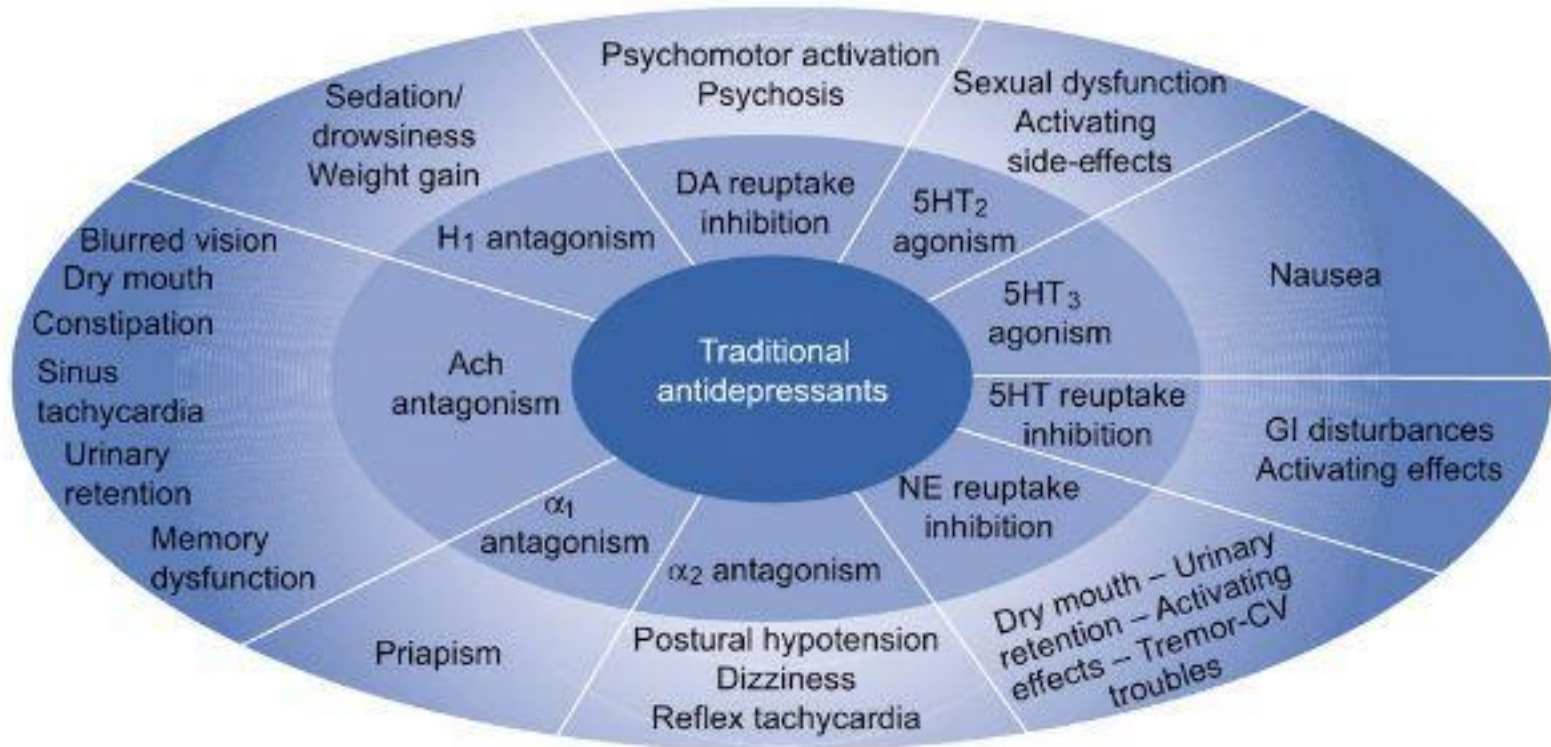 Traditional
antidepressants
DA reuptake
inhibition
Psychomotor activation
Psychosis
5HT₂
agonism
Sexual dysfunction
Activating
side-effects
5HT₃
agonism
Nausea
5HT reuptake
inhibition
GI disturbances
Activating effects
NE reuptake
inhibition
Dry mouth – Urinary
retention – Activating
effects – Tremor-CV
troubles
α₂ antagonism
Postural hypotension
Dizziness
Reflex tachycardia
α₁
antagonism
Priapism
Ach
antagonism
Blurred vision
Dry mouth
Constipation
Sinus
tachycardia
Urinary
retention
Memory
dysfunction
H₁ antagonism
Sedation/
drowsiness
Weight gain